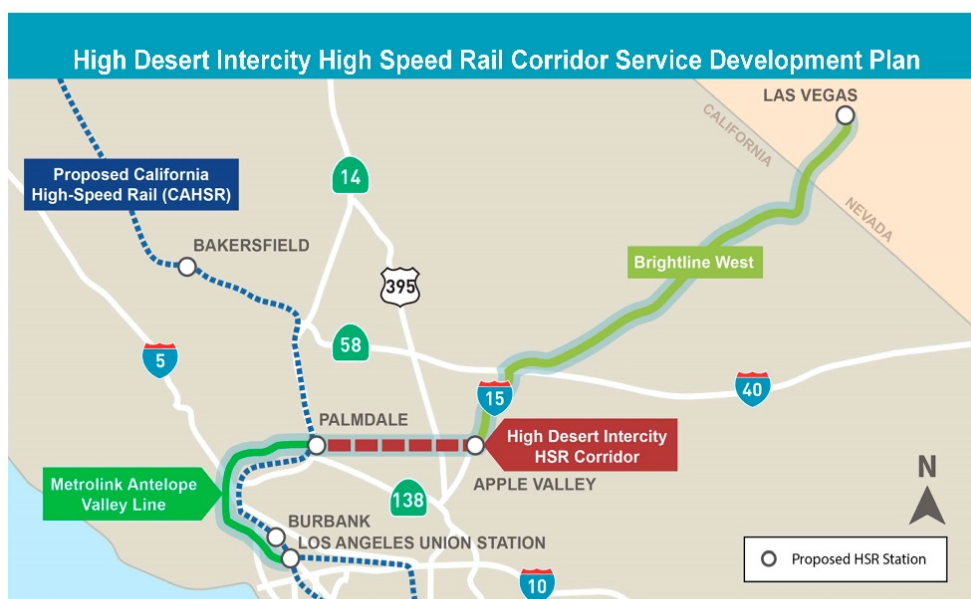 High Desert Intercity High Speed Rail Corridor Service Development Plan
LAS VEGAS
CALIFORNIA
NEVADA
Proposed California
High-Speed Rail (CAHSR)
14
BAKERSFIELD
395
Brightline West
5
58
15
40
PALMDALE
High Desert Intercity
HSR Corridor
Metrolink Antelope
Valley Line
138
APPLE VALLEY
N
BURBANK
LOS ANGELES UNION STATION
10
Proposed HSR Station